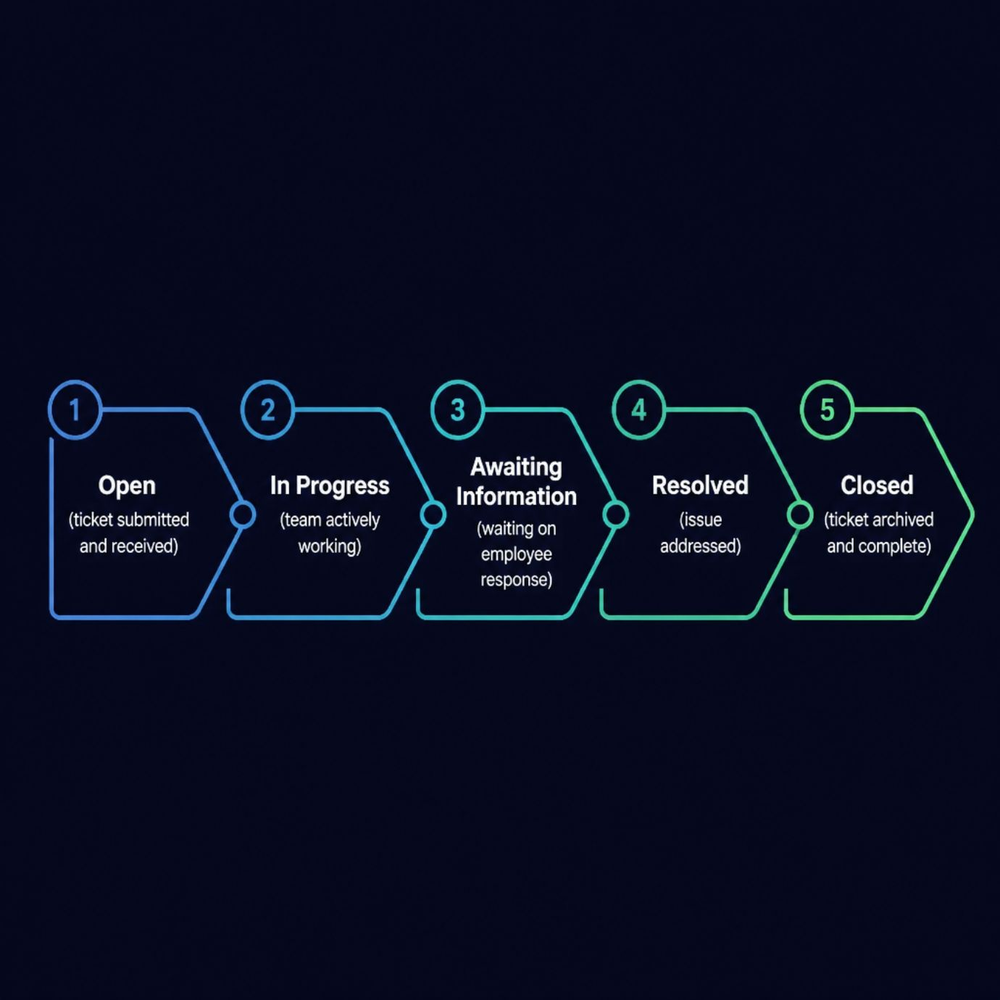 1
Open
(ticket submitted
and received)
2
In Progress
(team actively
working)
3
Awaiting
Information
(waiting on
employee
response)
4
Resolved
(issue
addressed)
5
Closed
(ticket archived
and complete)